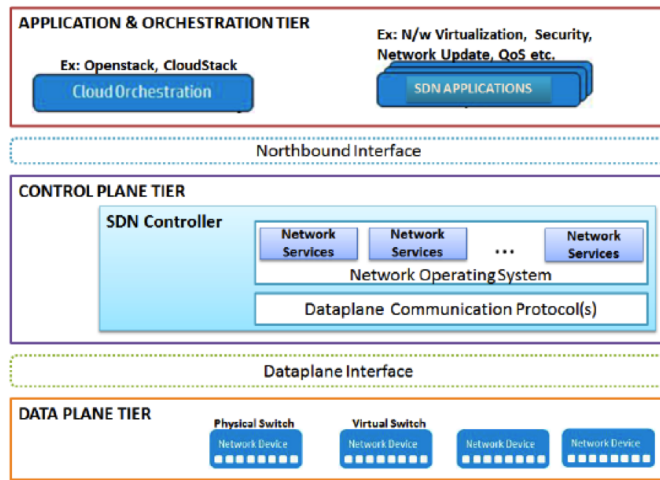 APPLICATION & ORCHESTRATION TIER
Ex: Openstack, CloudStack
Cloud Orchestration
Ex: N/w Virtualization, Security,
Network Update, QoS etc.
SDN APPLICATIONS
Northbound Interface
CONTROL PLANE TIER
SDN Controller
Network
Services
Network
Services
...
Network
Services
Network Operating System
Dataplane Communication Protocol(s)
Dataplane Interface
DATA PLANE TIER
Physical Switch
Network Device
Virtual Switch
Network Device
Network Device
Network Device